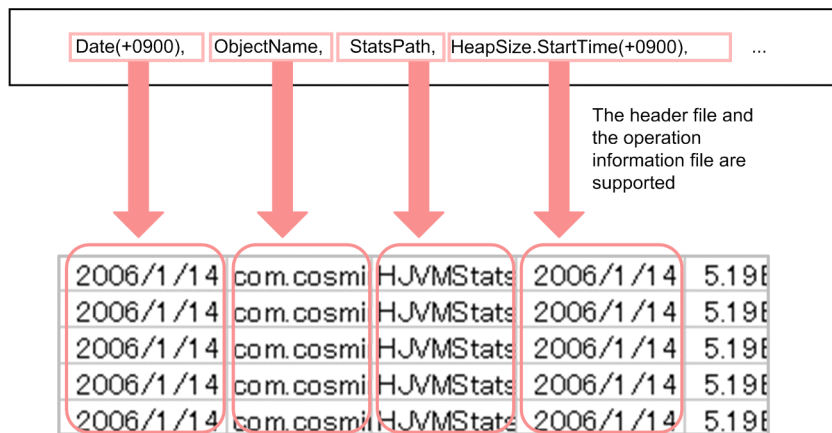 Date(+0900), ObjectName, StatsPath, HeapSize.StartTime(+0900), ...
The header file and
the operation
information file are
supported
2006/1/14 com.cosmi HJVMStats 2006/1/14 5.19E
2006/1/14 com.cosmi HJVMStats 2006/1/14 5.19E
2006/1/14 com.cosmi HJVMStats 2006/1/14 5.19E
2006/1/14 com.cosmi HJVMStats 2006/1/14 5.19E
2006/1/14 com.cosmi HJVMStats 2006/1/14 5.19E